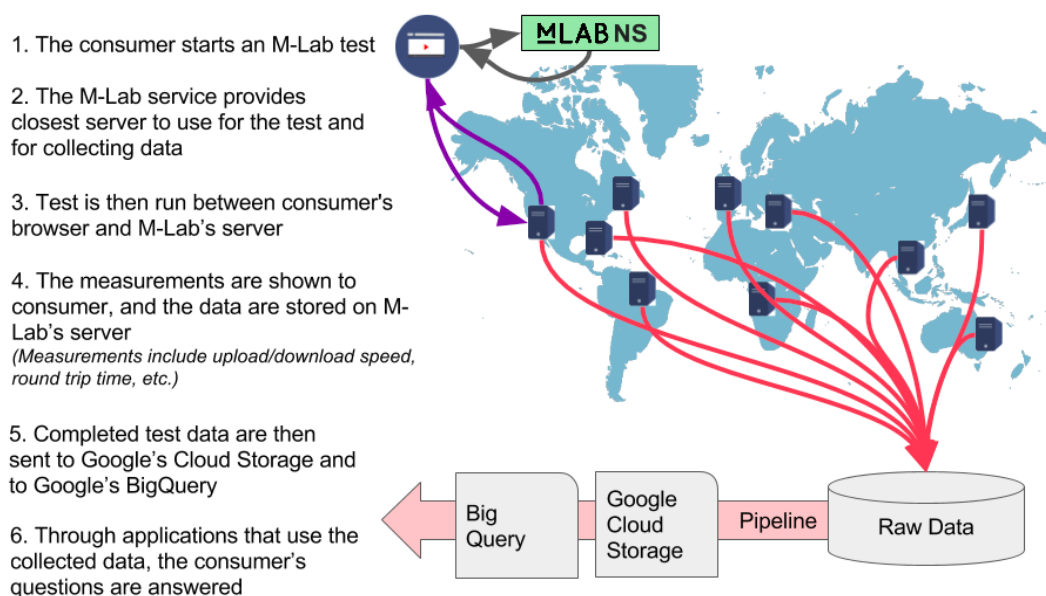 1. The consumer starts an M-Lab test
2. The M-Lab service provides
closest server to use for the test and
for collecting data
3. Test is then run between consumer's
browser and M-Lab's server
4. The measurements are shown to
consumer, and the data are stored on M-
Lab's server
(Measurements include upload/download speed,
round trip time, etc.)
5. Completed test data are then
sent to Google's Cloud Storage and
to Google's BigQuery
6. Through applications that use the
collected data, the consumer's
questions are answered
MLAB NS
Big
Query
Google
Cloud
Storage
Pipeline
Raw Data